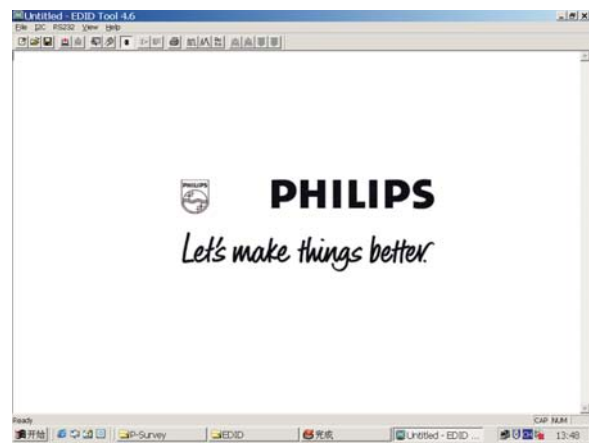 Untitled - EDID Tool 4.6
File I2C RS232 View Help
PHILIPS
PHILIPS
Let's make things better.
Ready
CAP NUM
开始
P-Survey
EDID
完成
Untitled - EDID ...
13:48